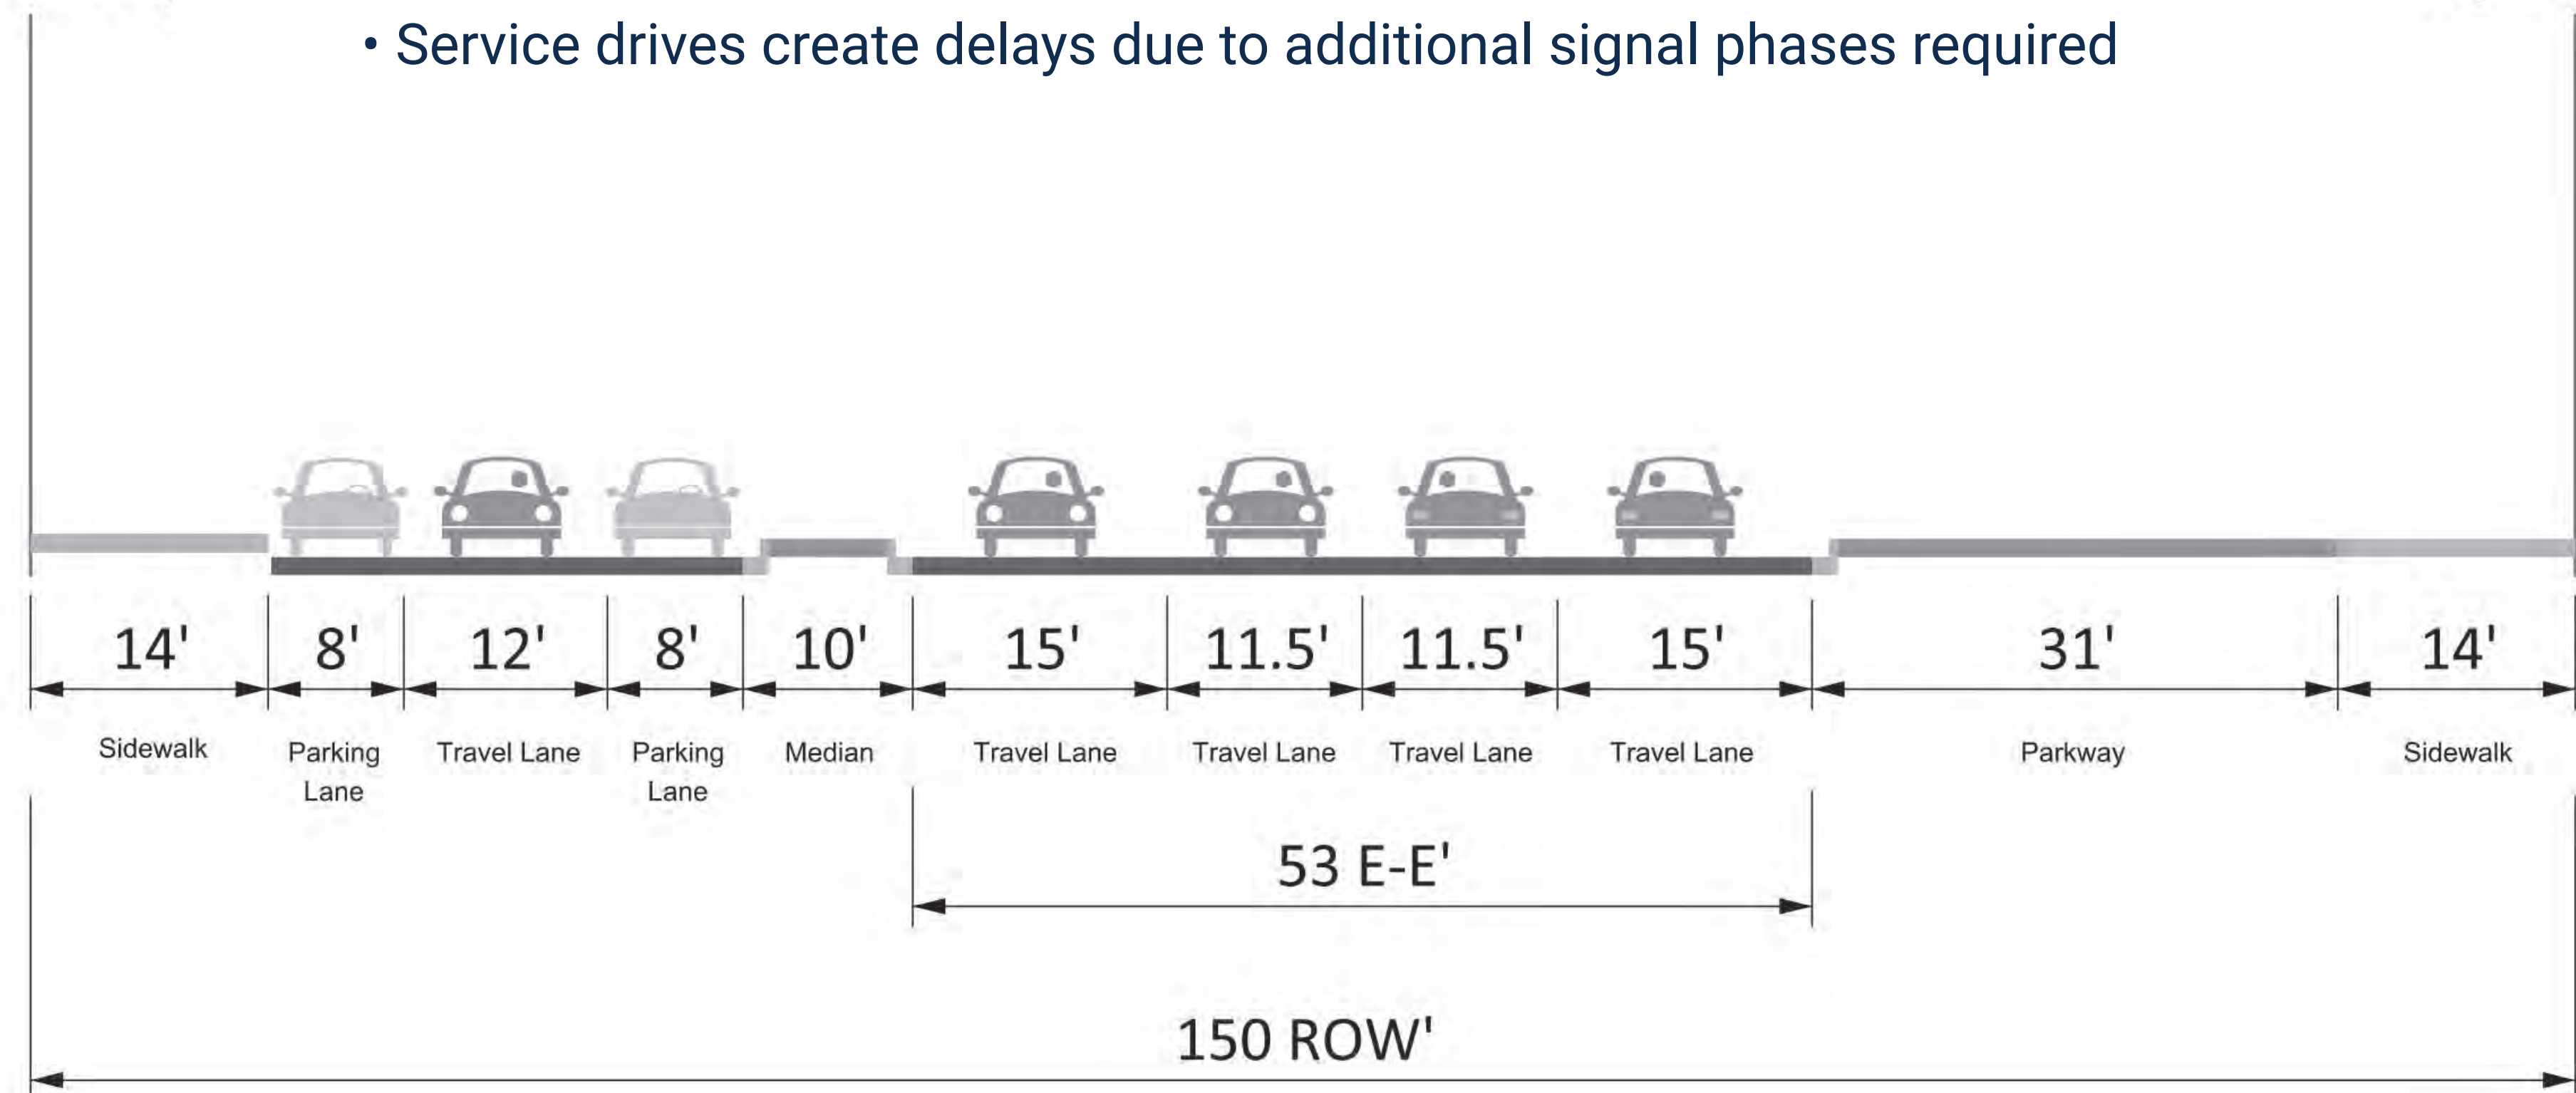 • Service drives create delays due to additional signal phases required
14' 8' 12' 8' 10' 15' 11.5' 11.5' 15' 31' 14'
Sidewalk Parking Travel Lane Parking Median Travel Lane Travel Lane Travel Lane Travel Lane Parkway Sidewalk
Lane Lane
53 E-E'
150 ROW'